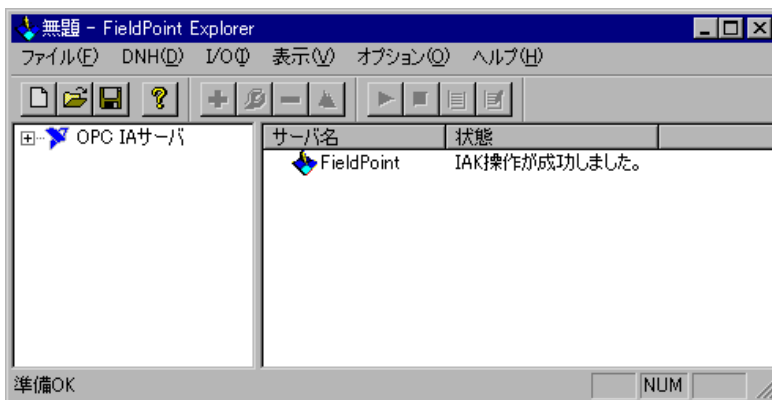 無題 - FieldPoint Explorer
ファイル(F) DNH(D) I/O(I) 表示(V) オプション(O) ヘルプ(H)
OPC IAサーバ
サーバ名 状態
FieldPoint IAK操作が成功しました。
準備OK NUM